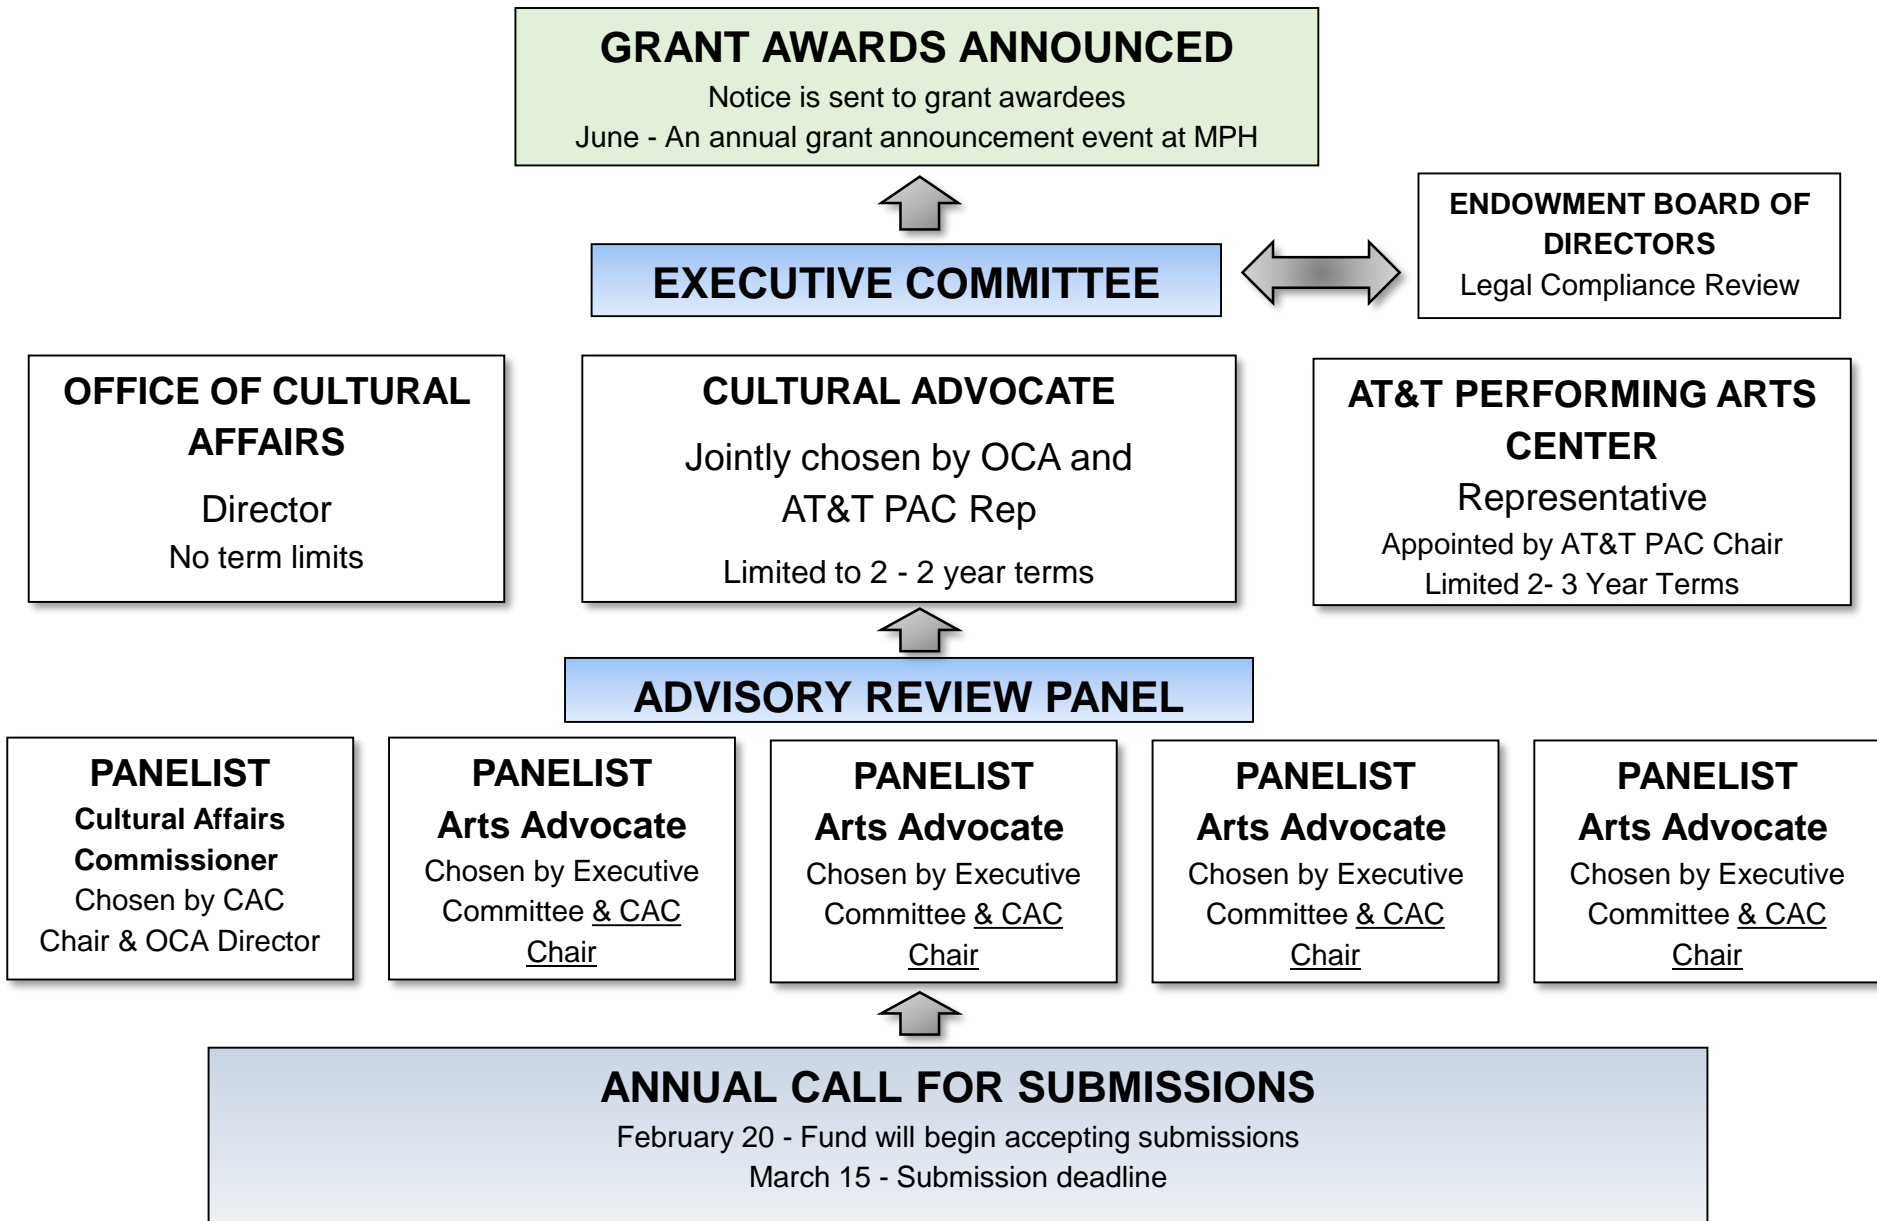 GRANT AWARDS ANNOUNCED
Notice is sent to grant awardees
June - An annual grant announcement event at MPH
ENDOWMENT BOARD OF
DIRECTORS
Legal Compliance Review
EXECUTIVE COMMITTEE
OFFICE OF CULTURAL
AFFAIRS
Director
No term limits
CULTURAL ADVOCATE
Jointly chosen by OCA and
AT&T PAC Rep
Limited to 2 - 2 year terms
AT&T PERFORMING ARTS
CENTER
Representative
Appointed by AT&T PAC Chair
Limited 2- 3 Year Terms
ADVISORY REVIEW PANEL
PANELIST
Cultural Affairs
Commissioner
Chosen by CAC
Chair & OCA Director
PANELIST
Arts Advocate
Chosen by Executive
Committee & CAC
Chair
PANELIST
Arts Advocate
Chosen by Executive
Committee & CAC
Chair
PANELIST
Arts Advocate
Chosen by Executive
Committee & CAC
Chair
PANELIST
Arts Advocate
Chosen by Executive
Committee & CAC
Chair
ANNUAL CALL FOR SUBMISSIONS
February 20 - Fund will begin accepting submissions
March 15 - Submission deadline